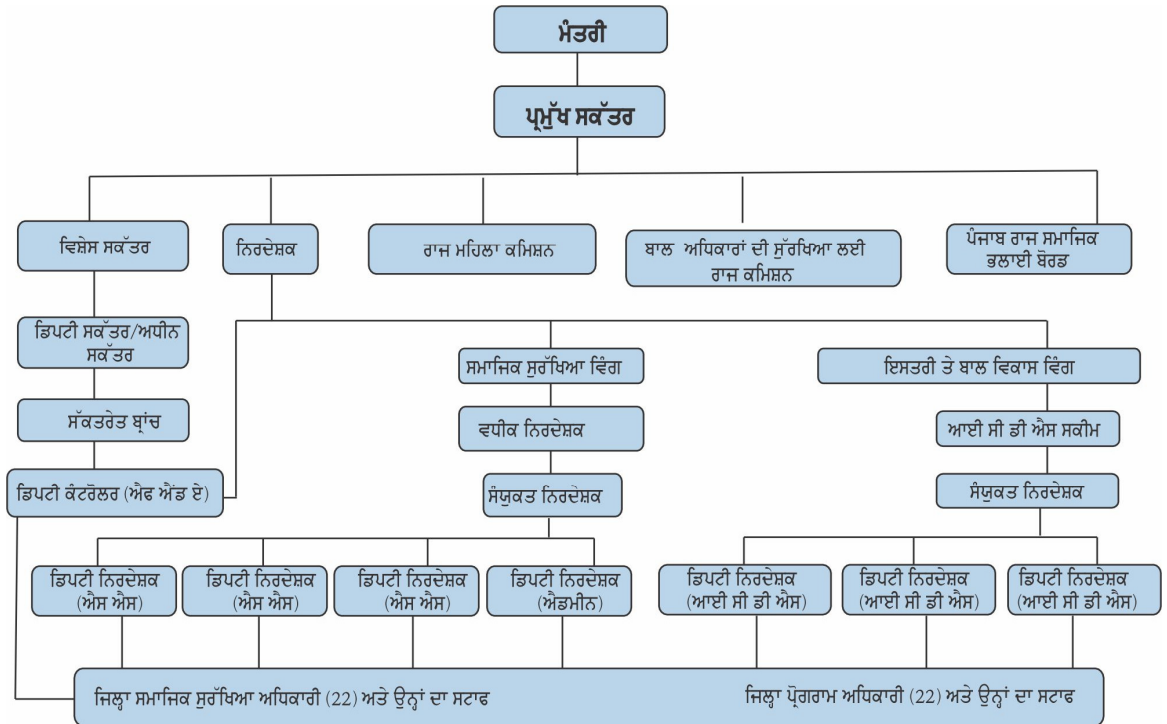 ਮੰਤਰੀ
ਪ੍ਰਮੁੱਖ ਸਕੱਤਰ
ਵਿਸ਼ੇਸ ਸਕੱਤਰ
ਨਿਰਦੇਸ਼ਕ
ਰਾਜ ਮਹਿਲਾ ਕਮਿਸ਼ਨ
ਬਾਲ ਅਧਿਕਾਰਾਂ ਦੀ ਸੁੱਰਖਿਆ ਲਈ
ਰਾਜ ਕਮਿਸ਼ਨ
ਪੰਜਾਬ ਰਾਜ ਸਮਾਜਿਕ
ਭਲਾਈ ਬੋਰਡ
ਡਿਪਟੀ ਸਕੱਤਰ/ਅਧੀਨ
ਸਕੱਤਰ
ਸਮਾਜਿਕ ਸੁਰੱਖਿਆ ਵਿੰਗ
ਇਸਤਰੀ ਤੇ ਬਾਲ ਵਿਕਾਸ ਵਿੰਗ
ਸੱਕਤਰੇਤ ਬ੍ਰਾਂਚ
ਵਧੀਕ ਨਿਰਦੇਸ਼ਕ
ਆਈ ਸੀ ਡੀ ਐਸ ਸਕੀਮ
ਡਿਪਟੀ ਕੰਟਰੋਲਰ (ਐਫ ਐਂਡ ਏ)
ਸੰਯੁਕਤ ਨਿਰਦੇਸ਼ਕ
ਸੰਯੁਕਤ ਨਿਰਦੇਸ਼ਕ
ਡਿਪਟੀ ਨਿਰਦੇਸ਼ਕ
(ਐਸ ਐਸ)
ਡਿਪਟੀ ਨਿਰਦੇਸ਼ਕ
(ਐਸ ਐਸ)
ਡਿਪਟੀ ਨਿਰਦੇਸ਼ਕ
(ਐਸ ਐਸ)
ਡਿਪਟੀ ਨਿਰਦੇਸ਼ਕ
(ਐਡਮੀਨ)
ਡਿਪਟੀ ਨਿਰਦੇਸ਼ਕ
(ਆਈ ਸੀ ਡੀ ਐਸ)
ਡਿਪਟੀ ਨਿਰਦੇਸ਼ਕ
(ਆਈ ਸੀ ਡੀ ਐਸ)
ਡਿਪਟੀ ਨਿਰਦੇਸ਼ਕ
(ਆਈ ਸੀ ਡੀ ਐਸ)
ਜਿਲ੍ਹਾ ਸਮਾਜਿਕ ਸੁਰੱਖਿਆ ਅਧਿਕਾਰੀ (22) ਅਤੇ ਉਨ੍ਹਾਂ ਦਾ ਸਟਾਫ
ਜਿਲ੍ਹਾ ਪ੍ਰੋਗਰਾਮ ਅਧਿਕਾਰੀ (22) ਅਤੇ ਉਨ੍ਹਾਂ ਦਾ ਸਟਾਫ